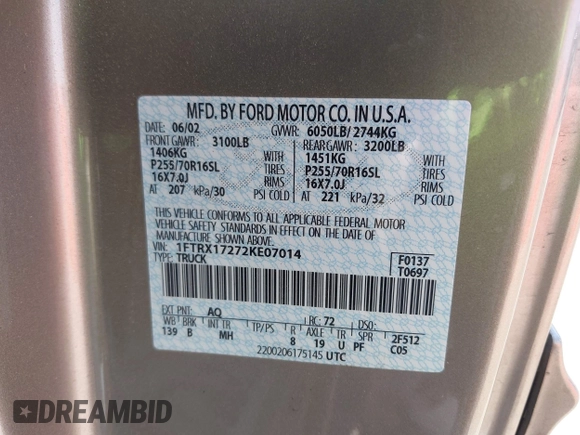 MFD. BY FORD MOTOR CO. IN U.S.A.
DATE: 06/02 GVWR: 6050LB/2744KG
FRONT GAWR: 3100LB REAR GAWR: 3200LB
1406KG WITH 1451KG WITH
P255/70R16SL TIRES P255/70R16SL TIRES
16X7.0J RIMS 16X7.0J RIMS
AT 207 kPa/30 PSI COLD AT 221 kPa/32 PSI COLD
THIS VEHICLE CONFORMS TO ALL APPLICABLE FEDERAL MOTOR
VEHICLE SAFETY AND BUMPER STANDARDS IN EFFECT ON THE DATE OF
MANUFACTURE SHOWN ABOVE.
VIN: 1FTRX17272KE07014 F0137
TYPE: TRUCK T0697
EXT PNT: AQ RC: 72 DSO:
WB BRK INT TR TP/PS R AXLE TR SPR 2F512
139 B MH 8 19 U PF C05
2200206175145 UTC
DREAMBID